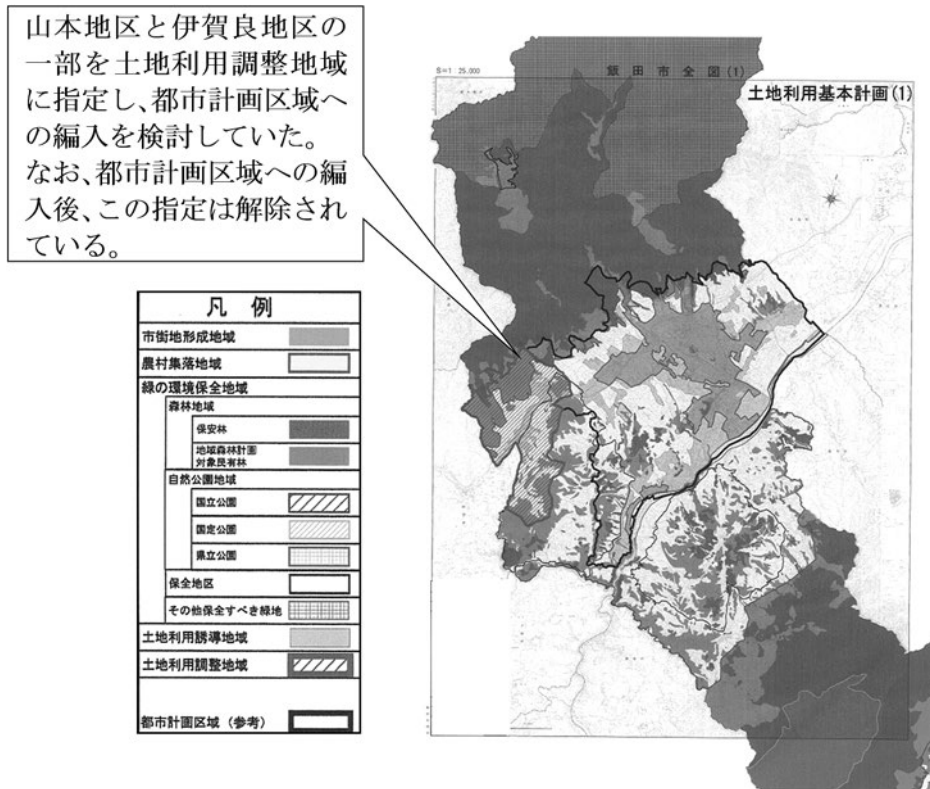 山本地区と伊賀良地区の
一部を土地利用調整地域
に指定し、都市計画区域へ
の編入を検討していた。
なお、都市計画区域への編
入後、この指定は解除され
ている。
S=1:25,000
飯田市全図(1)
土地利用基本計画(1)
凡例
市街地形成地域
農村集落地域
緑の環境保全地域
森林地域
保安林
地域森林計画
対象民有林
自然公園地域
国立公園
国定公園
県立公園
保全地区
その他保全すべき緑地
土地利用誘導地域
土地利用調整地域
都市計画区域（参考）